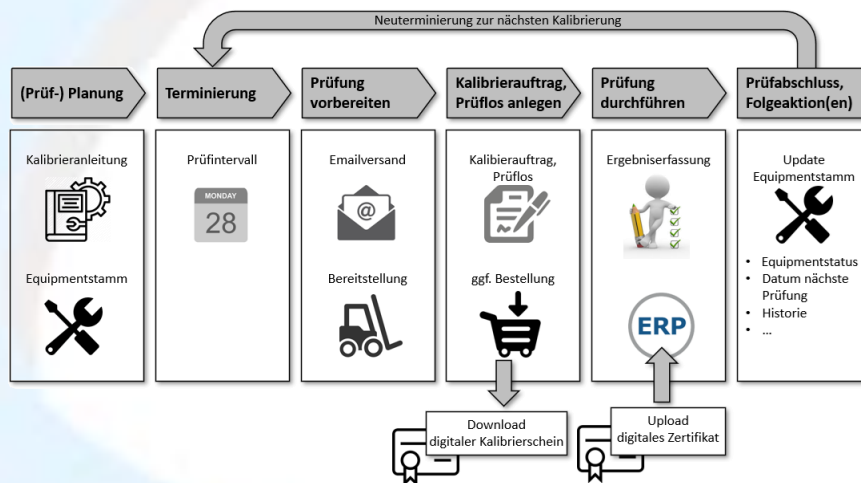 Neuterminierung zur nächsten Kalibrierung
(Prüf-) Planung
Terminierung
Prüfung
vorbereiten
Kalibrierauftrag,
Prüflos anlegen
Prüfung
durchführen
Prüfabschluss,
Folgeaktion(en)
Kalibrieranleitung
Equipmentstamm
Prüfintervall
MONDAY
28
Emailversand
@
Bereitstellung
Kalibierauftrag,
Prüflos
ggf. Bestellung
Ergebniserfassung
ERP
Update
Equipmentstamm
• Equipmentstatus
• Datum nächste
Prüfung
• Historie
• ...
Download
digitaler Kalibrierschein
Upload
digitales Zertifikat